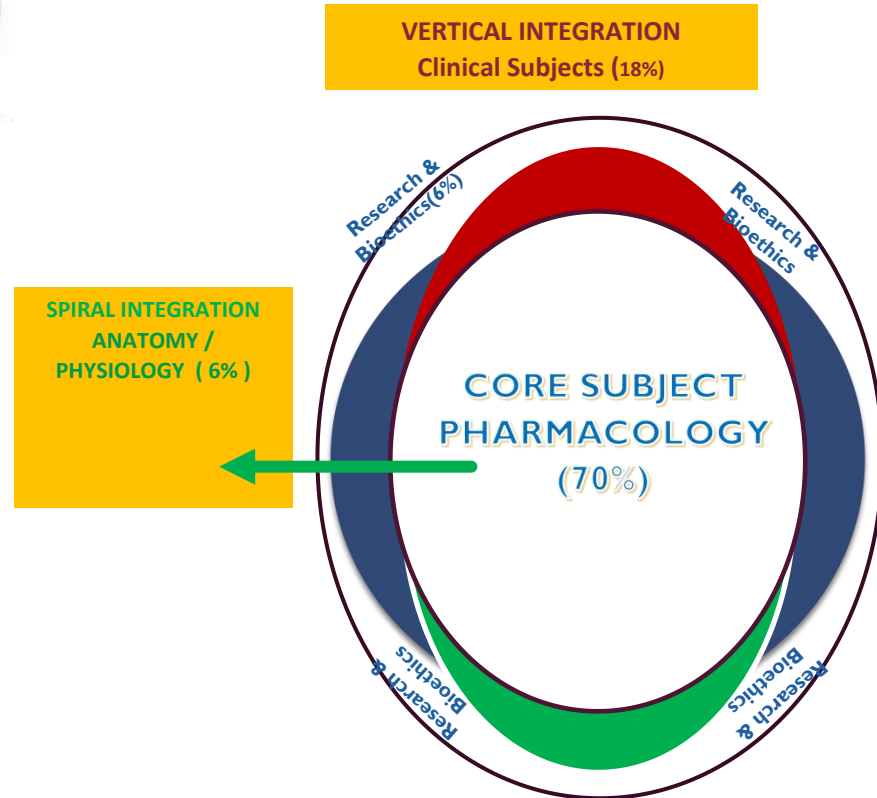 VERTICAL INTEGRATION
Clinical Subjects (18%)
Research &
Bioethics(6%)
Research &
Bioethics
SPIRAL INTEGRATION
ANATOMY /
PHYSIOLOGY ( 6% )
CORE SUBJECT
PHARMACOLOGY
(70%)
Research &
Bioethics
Research &
Bioethics